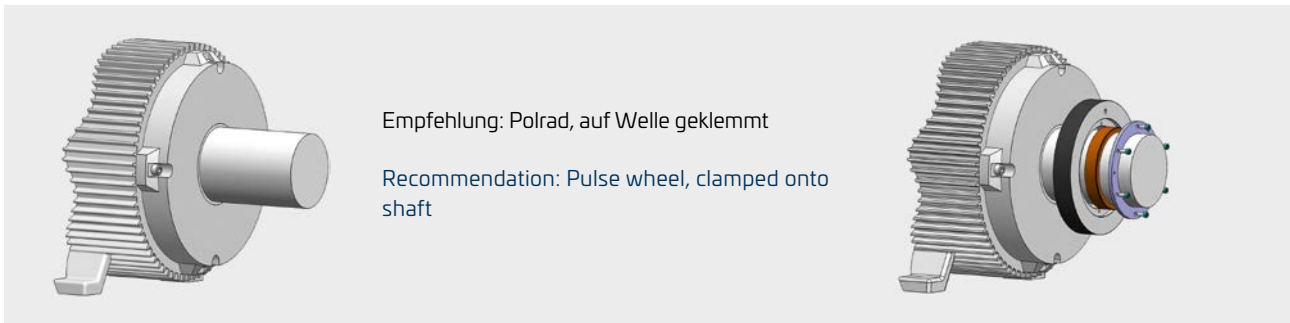 Empfehlung: Polrad, auf Welle geklemmt
Recommendation: Pulse wheel, clamped onto
shaft